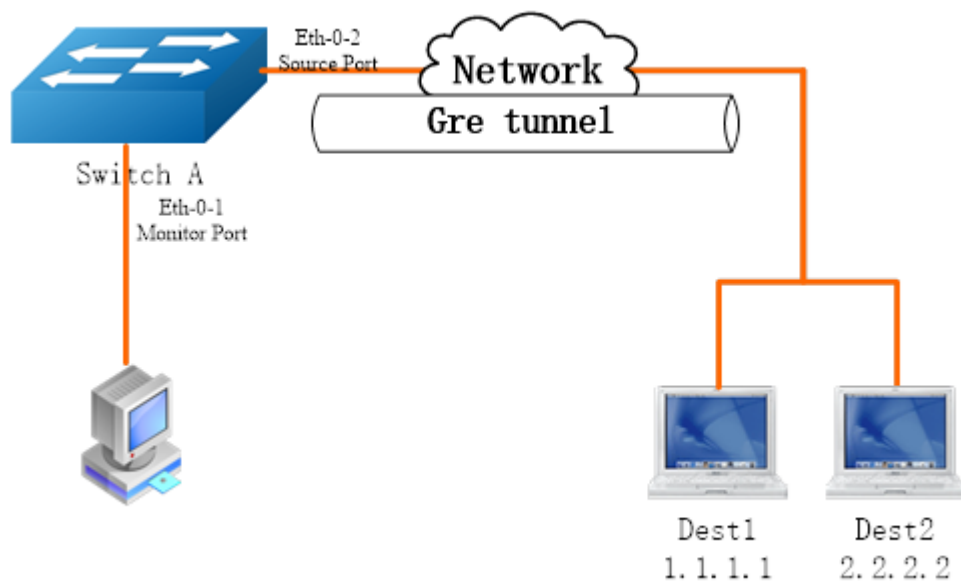 Eth-0-2
Source Port
Network
Gre tunnel
Switch A
Eth-0-1
Monitor Port
Dest1
1.1.1.1
Dest2
2.2.2.2